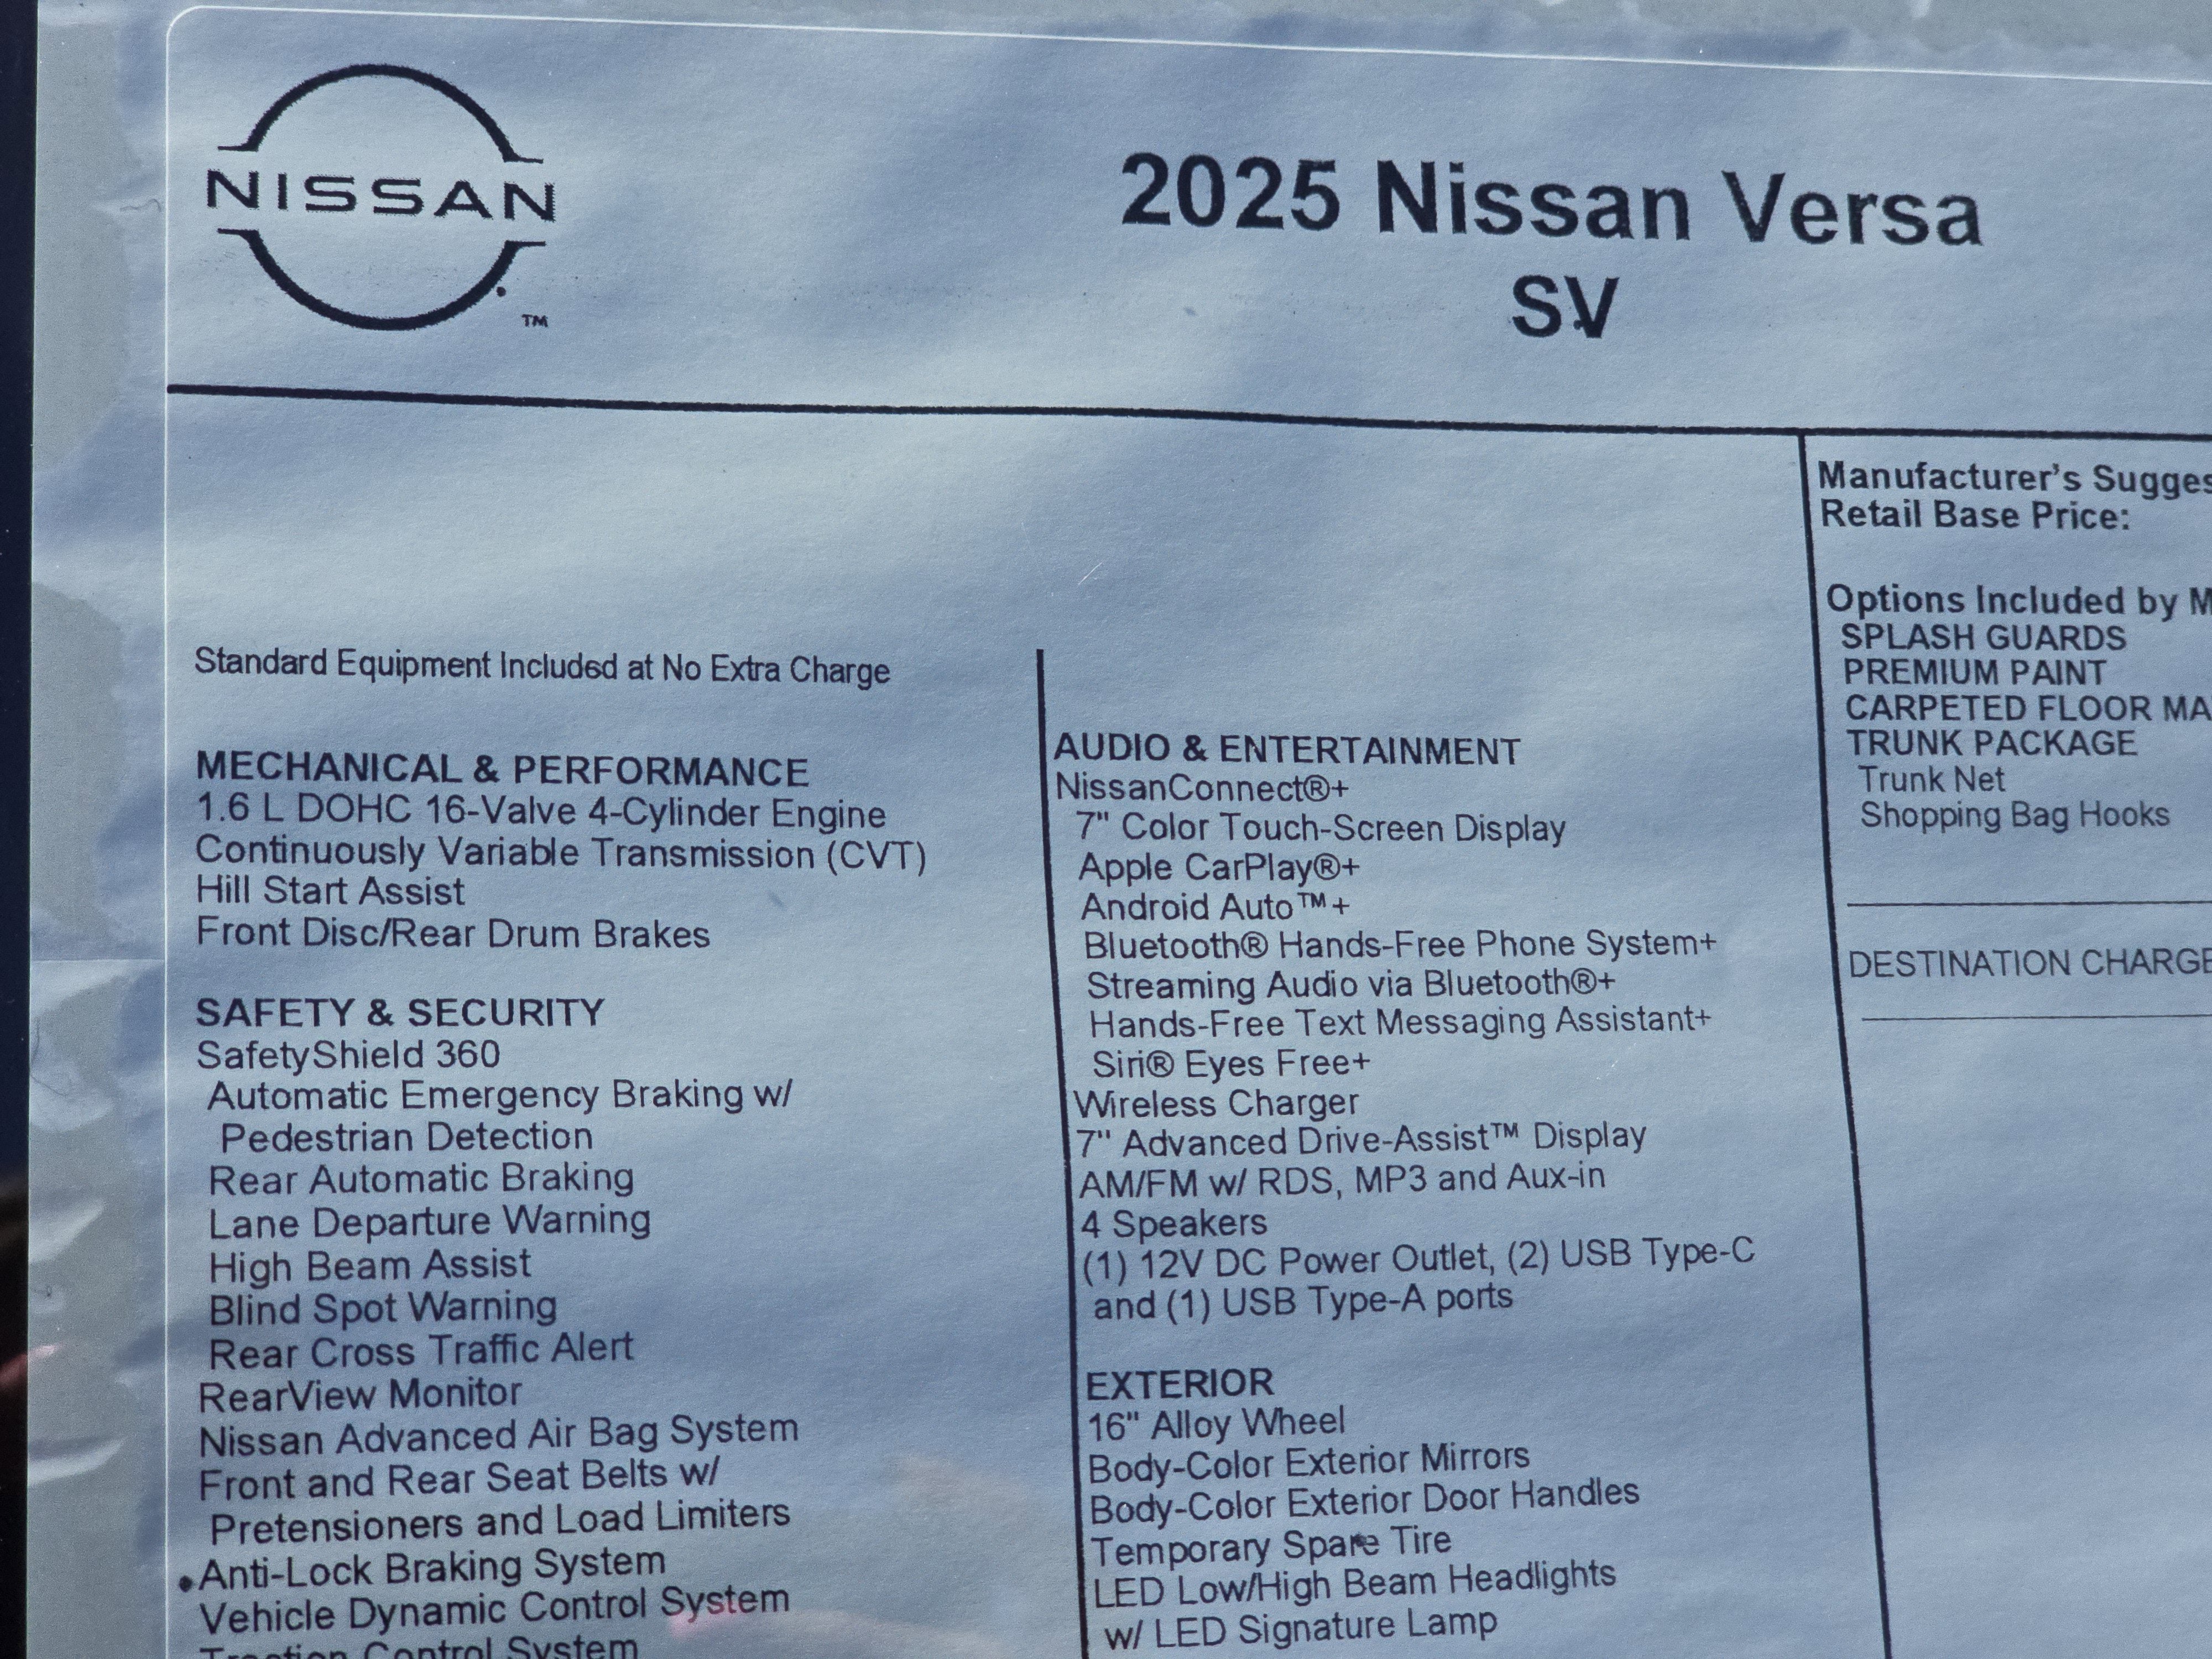 NISSAN
TM
2025 Nissan Versa
SV
Standard Equipment Included at No Extra Charge
MECHANICAL & PERFORMANCE
1.6 L DOHC 16-Valve 4-Cylinder Engine
Continuously Variable Transmission (CVT)
Hill Start Assist
Front Disc/Rear Drum Brakes
SAFETY & SECURITY
SafetyShield 360
Automatic Emergency Braking w/
Pedestrian Detection
Rear Automatic Braking
Lane Departure Warning
High Beam Assist
Blind Spot Warning
Rear Cross Traffic Alert
RearView Monitor
Nissan Advanced Air Bag System
Front and Rear Seat Belts w/
Pretensioners and Load Limiters
Anti-Lock Braking System
Vehicle Dynamic Control System
Traction Control System
AUDIO & ENTERTAINMENT
NissanConnect®+
7" Color Touch-Screen Display
Apple CarPlay®+
Android Auto™+
Bluetooth® Hands-Free Phone System+
Streaming Audio via Bluetooth®+
Hands-Free Text Messaging Assistant+
Siri® Eyes Free+
Wireless Charger
7" Advanced Drive-Assist™ Display
AM/FM w/ RDS, MP3 and Aux-in
4 Speakers
(1) 12V DC Power Outlet, (2) USB Type-C
and (1) USB Type-A ports
EXTERIOR
16" Alloy Wheel
Body-Color Exterior Mirrors
Body-Color Exterior Door Handles
Temporary Spare Tire
LED Low/High Beam Headlights
w/ LED Signature Lamp
Manufacturer's Sugges
Retail Base Price:
Options Included by M
SPLASH GUARDS
PREMIUM PAINT
CARPETED FLOOR MA
TRUNK PACKAGE
Trunk Net
Shopping Bag Hooks
DESTINATION CHARGE